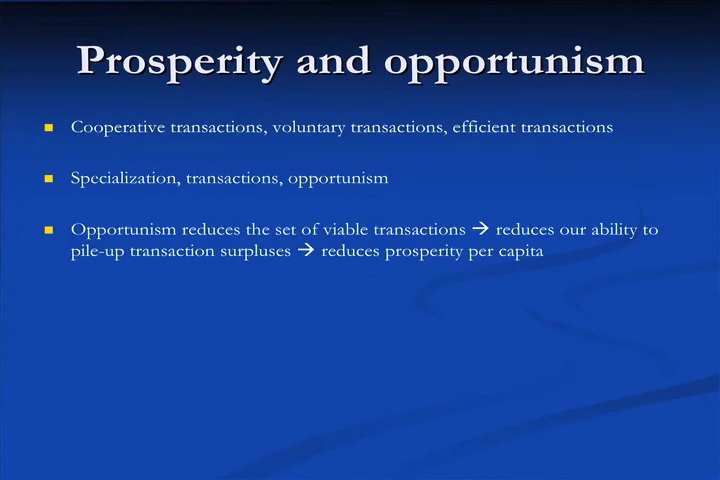 Prosperity and opportunism
Cooperative transactions, voluntary transactions, efficient transactions
Specialization, transactions, opportunism
Opportunism reduces the set of viable transactions → reduces our ability to
pile-up transaction surpluses → reduces prosperity per capita